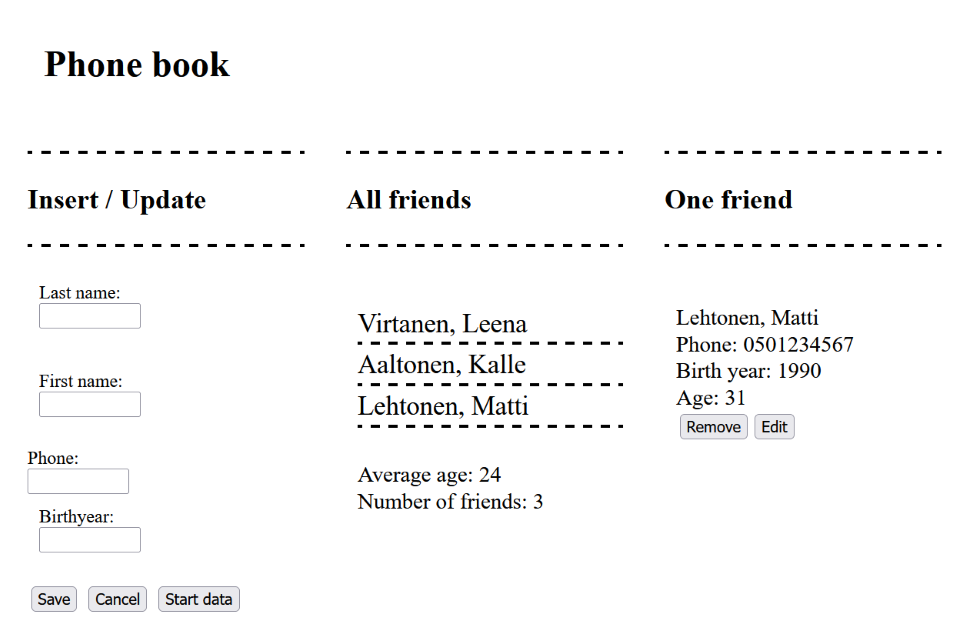 Phone book
Insert / Update
Last name:
First name:
Phone:
Birthyear:
Save Cancel Start data
All friends
Virtanen, Leena
Aaltonen, Kalle
Lehtonen, Matti
Average age: 24
Number of friends: 3
One friend
Lehtonen, Matti
Phone: 0501234567
Birth year: 1990
Age: 31
Remove Edit